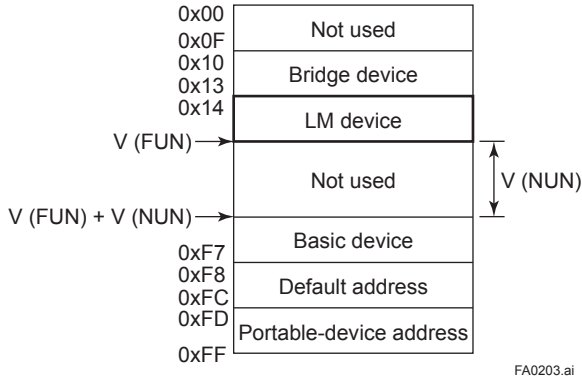 0x00
Not used
0x0F
0x10
Bridge device
0x13
0x14
LM device
V (FUN)
Not used
V (NUN)
V (FUN) + V (NUN)
Basic device
0xF7
0xF8
Default address
0xFC
0xFD
Portable-device address
0xFF
FA0203.ai